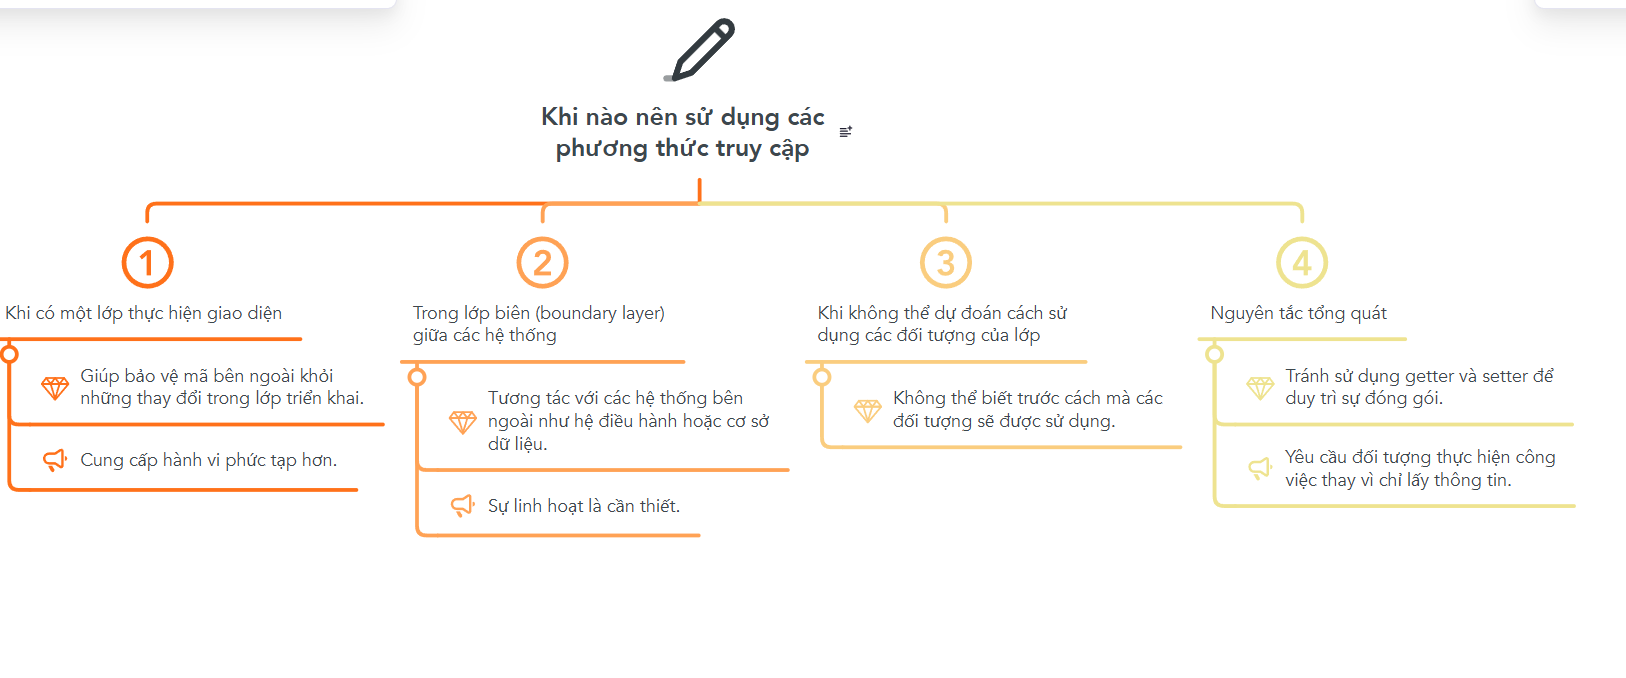 Khi nào nên sử dụng các
phương thức truy cập
1
Khi có một lớp thực hiện giao diện
Giúp bảo vệ mã bên ngoài khỏi
những thay đổi trong lớp triển khai.
Cung cấp hành vi phức tạp hơn.
2
Trong lớp biên (boundary layer)
giữa các hệ thống
Tương tác với các hệ thống bên
ngoài như hệ điều hành hoặc cơ sở
dữ liệu.
Sự linh hoạt là cần thiết.
3
Khi không thể dự đoán cách sử
dụng các đối tượng của lớp
Không thể biết trước cách mà các
đối tượng sẽ được sử dụng.
4
Nguyên tắc tổng quát
Tránh sử dụng getter và setter để
duy trì sự đóng gói.
Yêu cầu đối tượng thực hiện công
việc thay vì chỉ lấy thông tin.